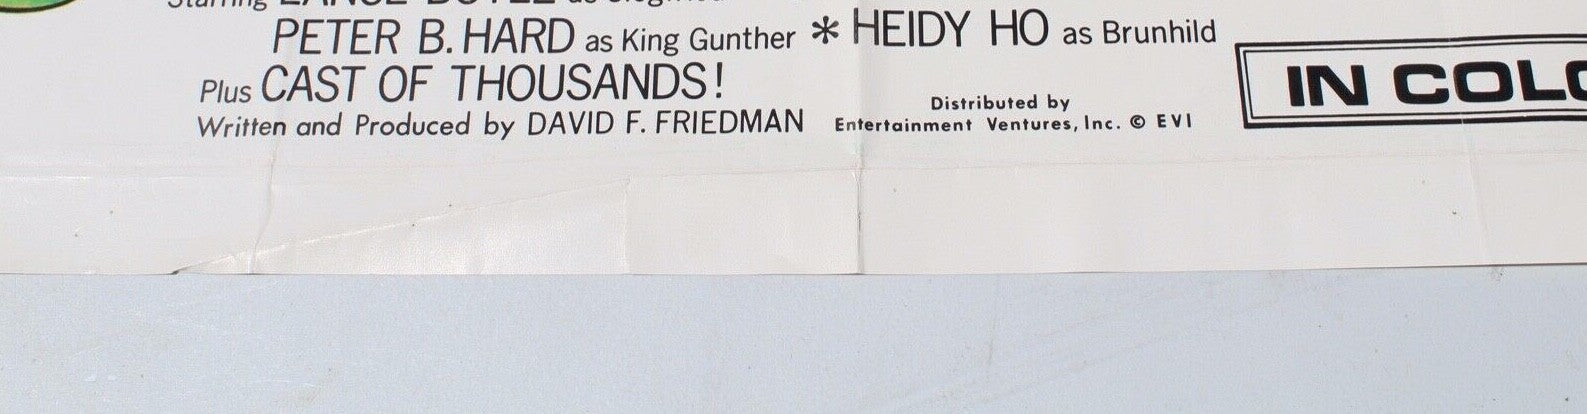 Starring
PETER B. HARD as King Gunther * HEIDY HO as Brunhild
Plus CAST OF THOUSANDS!
Written and Produced by DAVID F. FRIEDMAN
Distributed by
Entertainment Ventures, Inc. © EVI
IN COLO